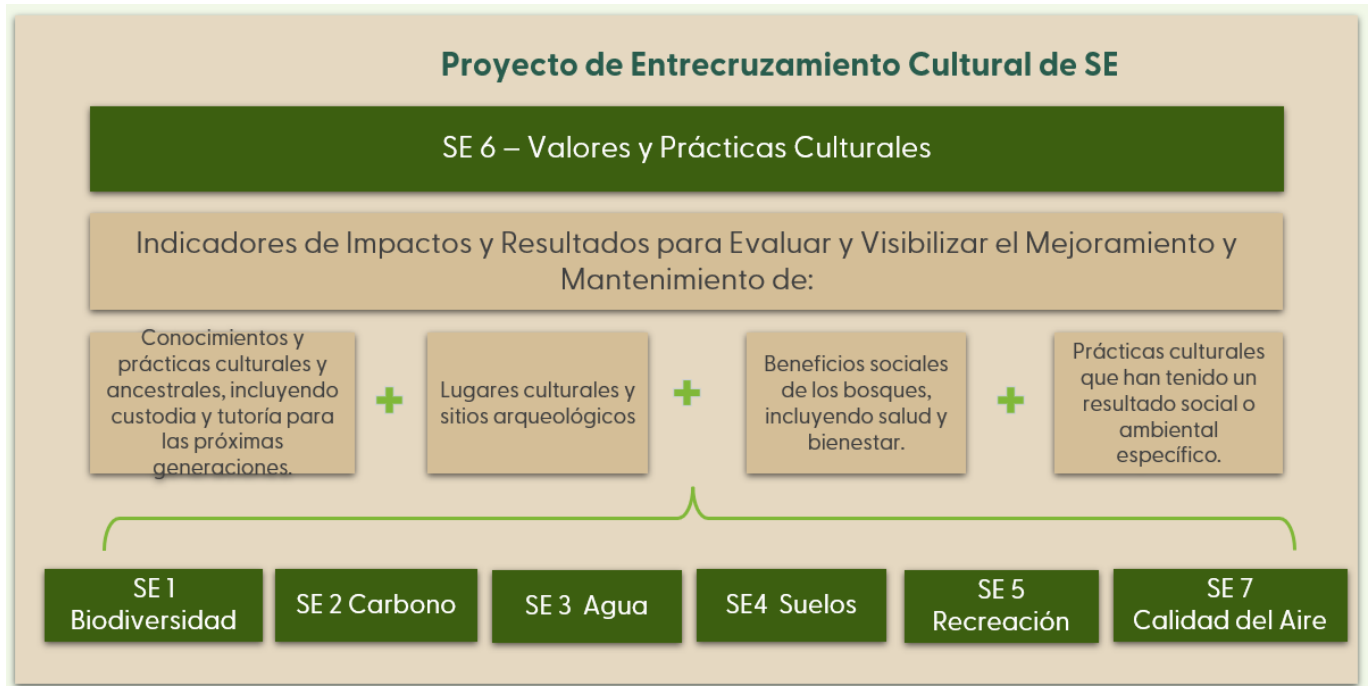 Proyecto de Entrecruzamiento Cultural de SE
SE 6 – Valores y Prácticas Culturales
Indicadores de Impactos y Resultados para Evaluar y Visibilizar el Mejoramiento y
Mantenimiento de:
Conocimientos y
prácticas culturales y
ancestrales, incluyendo
custodia y tutoría para
las próximas
generaciones.
Lugares culturales y
sitios arqueológicos
Beneficios sociales
de los bosques,
incluyendo salud y
bienestar.
Prácticas culturales
que han tenido un
resultado social o
ambiental
específico.
SE 1
Biodiversidad
SE 2 Carbono
SE 3 Agua
SE4 Suelos
SE 5
Recreación
SE 7
Calidad del Aire